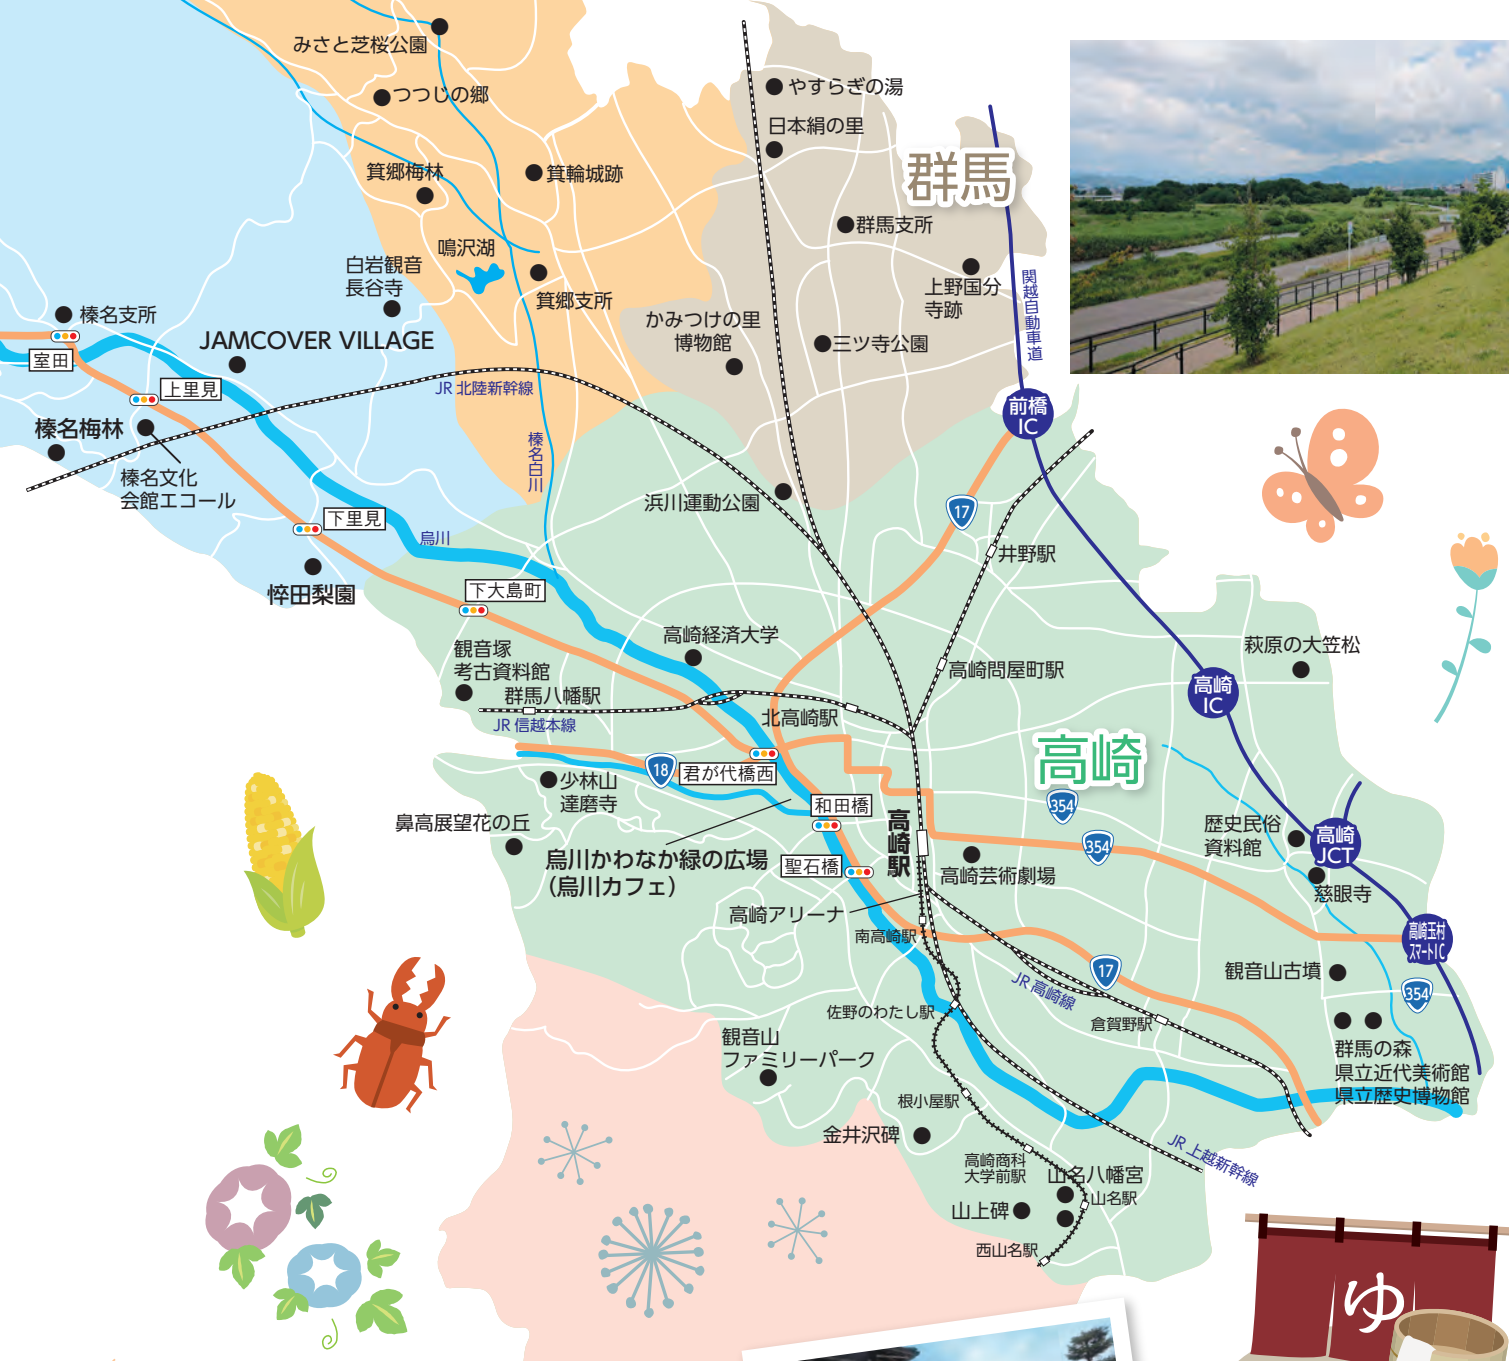 みさと芝桜公園
つつじの郷
やすらぎの湯
日本絹の里
群馬
箕郷梅林
箕輪城跡
群馬支所
鳴沢湖
白岩観音
長谷寺
箕郷支所
上野国分
寺跡
関越自動車道
榛名支所
かみつけの里
博物館
三ツ寺公園
JAMCOVER VILLAGE
室田
上里見
JR 北陸新幹線
前橋
IC
榛名梅林
榛名白川
榛名文化
会館エコール
浜川運動公園
17
下里見
烏川
井野駅
悴田梨園
下大島町
高崎経済大学
観音塚
考古資料館
萩原の大笠松
高崎問屋町駅
高崎
IC
群馬八幡駅
北高崎駅
JR 信越本線
高崎
18
君が代橋西
少林山
達磨寺
和田橋
354
鼻高展望花の丘
高崎駅
歴史民俗
資料館
高崎
JCT
354
烏川かわなか緑の広場
（烏川カフェ）
聖石橋
高崎芸術劇場
慈眼寺
高崎アリーナ
南高崎駅
高崎玉村
スマートIC
17
観音山古墳
JR 高崎線
354
佐野のわたし駅
倉賀野駅
観音山
ファミリーパーク
群馬の森
県立近代美術館
県立歴史博物館
根小屋駅
金井沢碑
高崎商科
大学前駅
山名八幡宮
JR 上越新幹線
山名駅
山上碑
西山名駅
ゆ